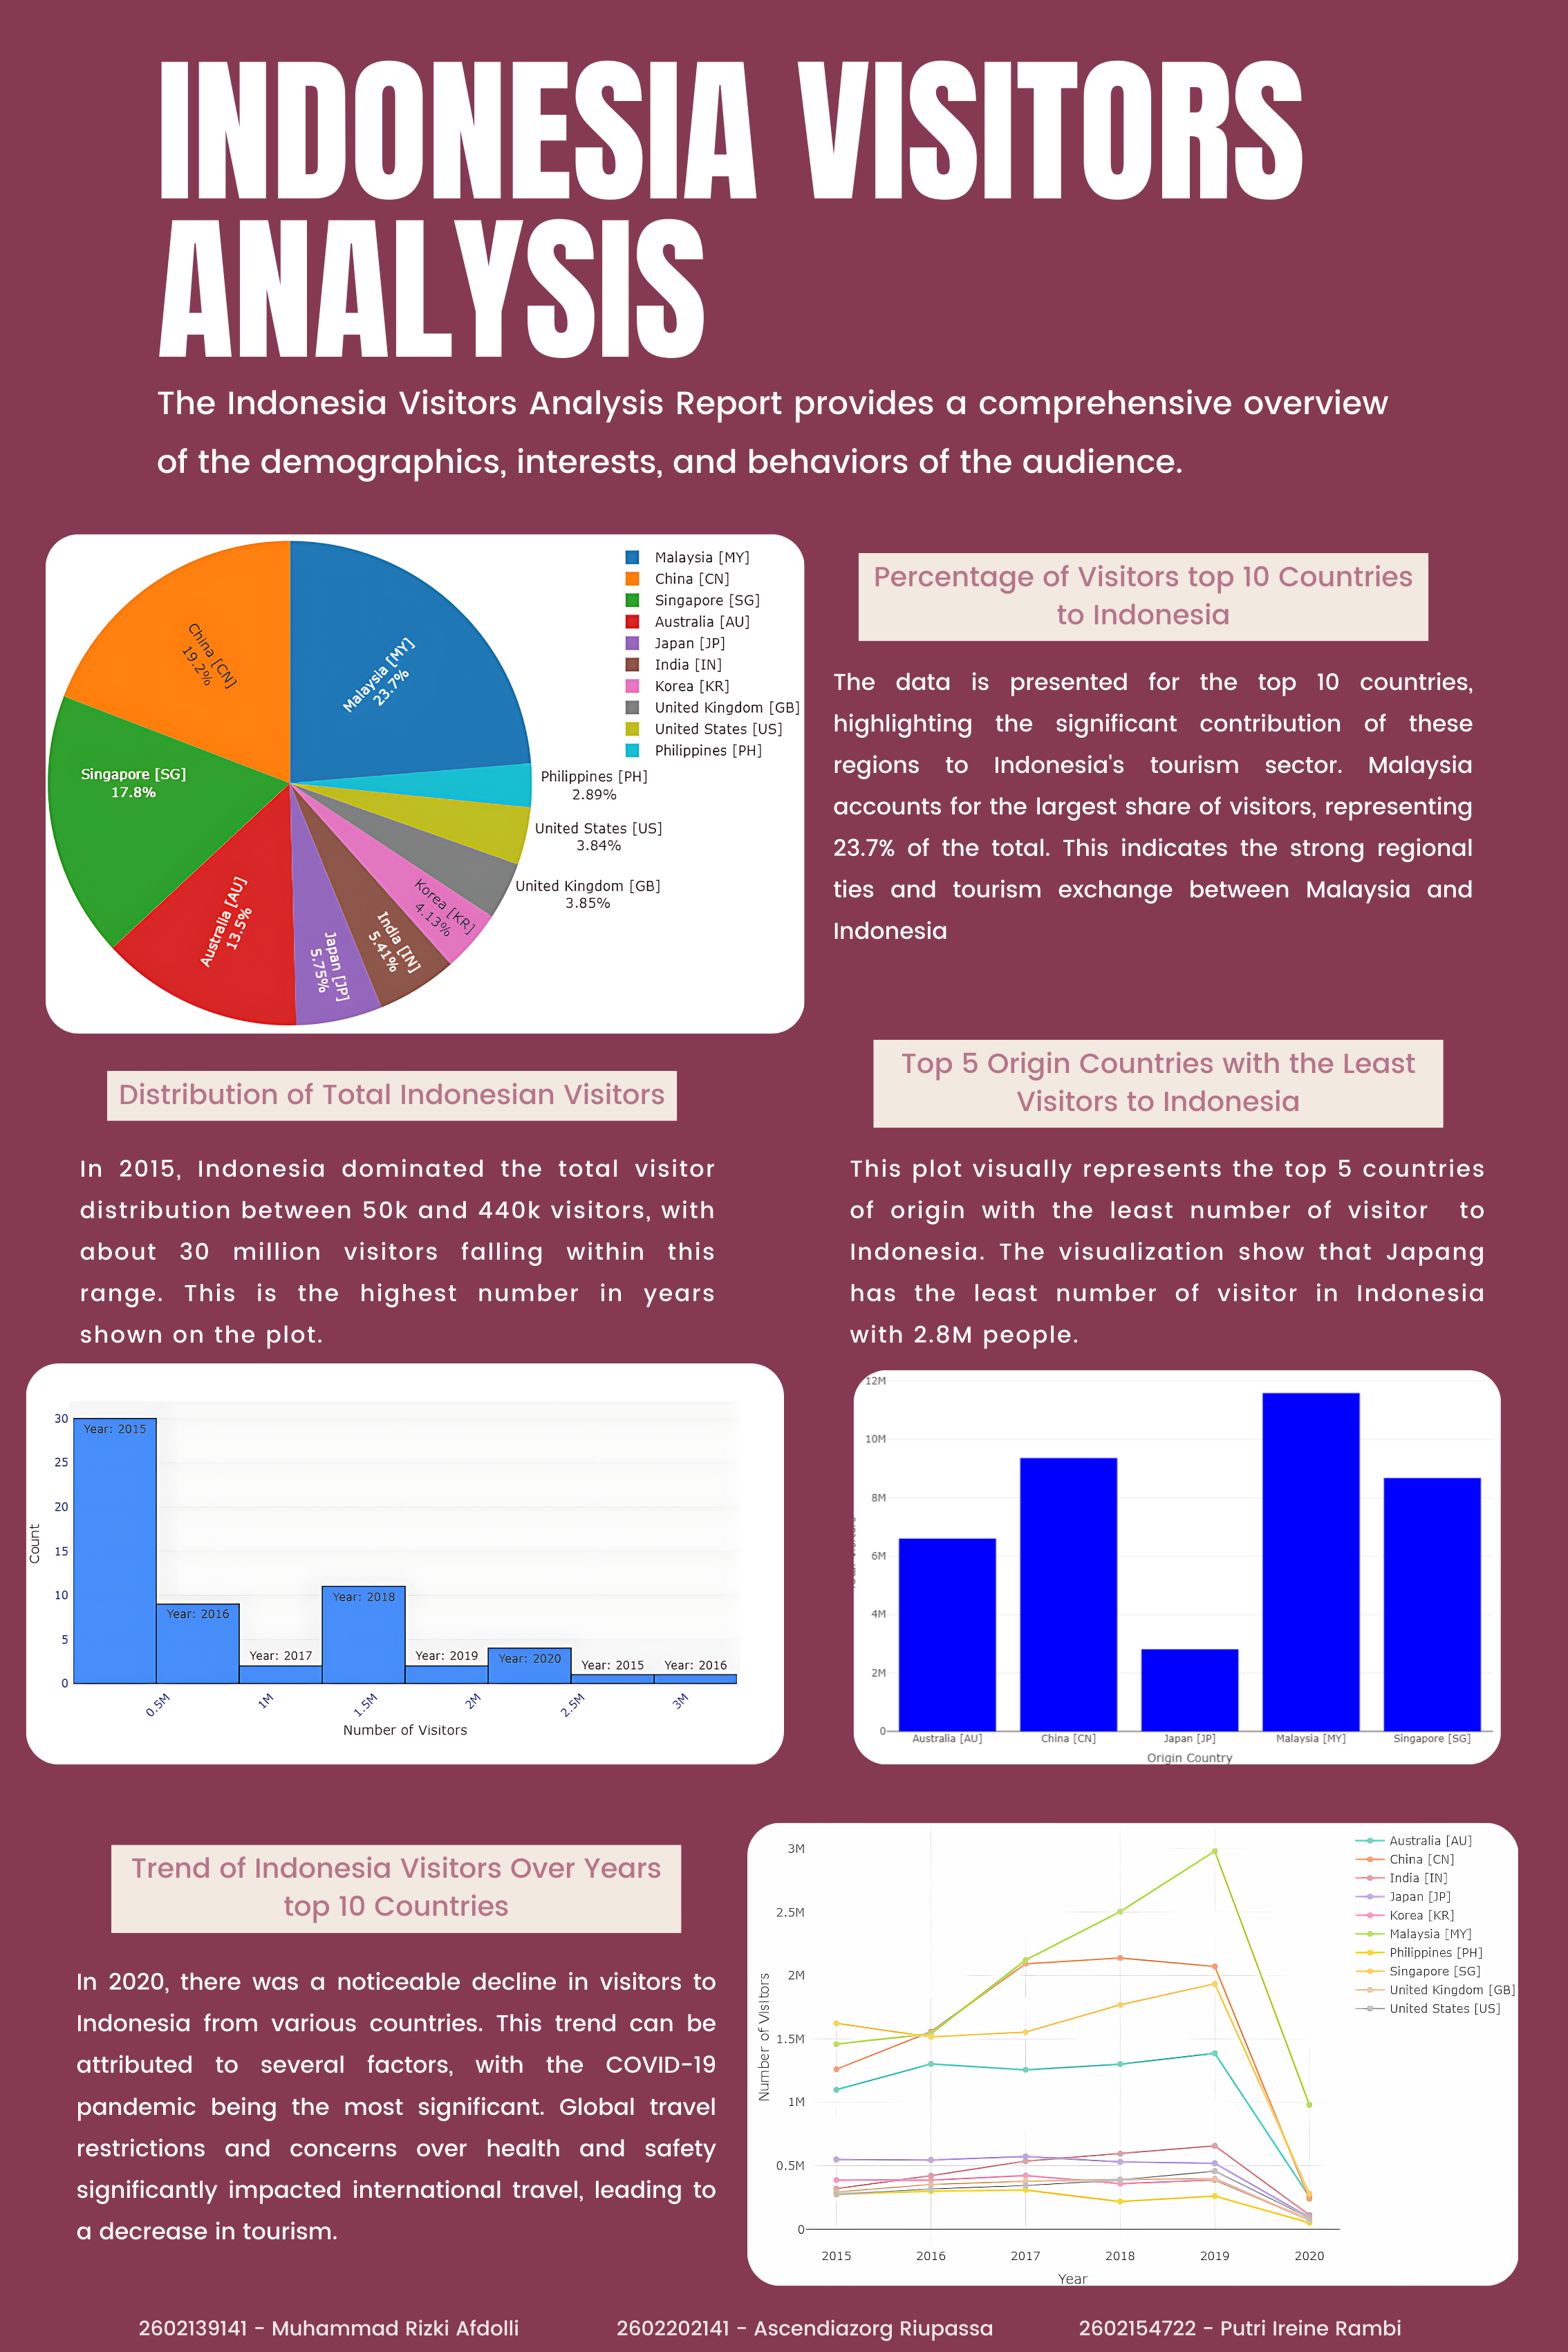 INDONESIA VISITORS
ANALYSIS
The Indonesia Visitors Analysis Report provides a comprehensive overview
of the demographics, interests, and behaviors of the audience.
Malaysia [MY]
23.7%
China [CN]
19.2%
Singapore [SG]
17.8%
Australia [AU]
13.5%
Japan [JP]
5.75%
India [IN]
5.41%
Korea [KR]
4.13%
United Kingdom [GB]
3.85%
United States [US]
3.84%
Philippines [PH]
2.89%
Malaysia [MY]
China [CN]
Singapore [SG]
Australia [AU]
Japan [JP]
India [IN]
Korea [KR]
United Kingdom [GB]
United States [US]
Philippines [PH]
Percentage of Visitors top 10 Countries
to Indonesia
The data is presented for the top 10 countries,
highlighting the significant contribution of these
regions to Indonesia's tourism sector. Malaysia
accounts for the largest share of visitors, representing
23.7% of the total. This indicates the strong regional
ties and tourism exchange between Malaysia and
Indonesia
Distribution of Total Indonesian Visitors
In 2015, Indonesia dominated the total visitor
distribution between 50k and 440k visitors, with
about 30 million visitors falling within this
range. This is the highest number in years
shown on the plot.
30
25
20
15
10
5
0
Count
Year: 2015
Year: 2016
Year: 2017
Year: 2018
Year: 2019
Year: 2020
Year: 2015
Year: 2016
0.5M
1M
1.5M
2M
2.5M
3M
Number of Visitors
Top 5 Origin Countries with the Least
Visitors to Indonesia
This plot visually represents the top 5 countries
of origin with the least number of visitor to
Indonesia. The visualization show that Japang
has the least number of visitor in Indonesia
with 2.8M people.
12M
10M
8M
6M
4M
2M
0
Australia [AU]
China [CN]
Japan [JP]
Malaysia [MY]
Singapore [SG]
Origin Country
Trend of Indonesia Visitors Over Years
top 10 Countries
In 2020, there was a noticeable decline in visitors to
Indonesia from various countries. This trend can be
attributed to several factors, with the COVID-19
pandemic being the most significant. Global travel
restrictions and concerns over health and safety
significantly impacted international travel, leading to
a decrease in tourism.
3M
2.5M
2M
1.5M
1M
0.5M
0
Number of Visitors
2015
2016
2017
2018
2019
2020
Year
Australia [AU]
China [CN]
India [IN]
Japan [JP]
Korea [KR]
Malaysia [MY]
Philippines [PH]
Singapore [SG]
United Kingdom [GB]
United States [US]
2602139141 - Muhammad Rizki Afdolli
2602202141 - Ascendiazorg Riupassa
2602154722 - Putri Ireine Rambi